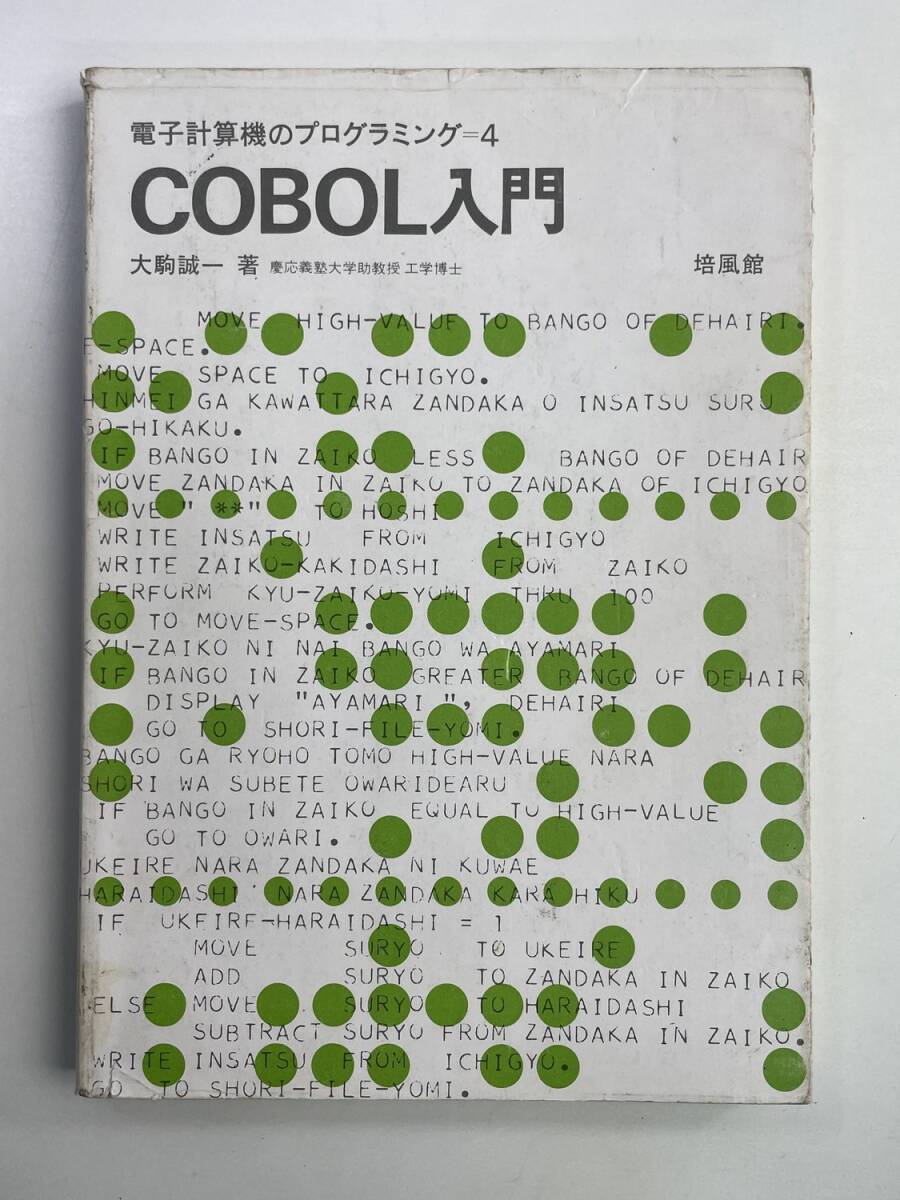 電子計算機のプログラミング=4
COBOL入門
大駒誠一 著 慶応義塾大学助教授 工学博士 培風館
MOVE HIGH-VALUE TO BANGO OF DEHAIRI.
E-SPACE.
MOVE SPACE TO ICHIGYO.
HINMEI GA KAWATTARA ZANDAKA O INSATSU SURU
GO-HIKAKU.
IF BANGO IN ZAIKO LESS BANGO OF DEHAIR
MOVE ZANDAKA IN ZAIKO TO ZANDAKA OF ICHIGYO
MOVE " **" TO HOSHI
WRITE INSATSU FROM ICHIGYO
WRITE ZAIKO-KAKIDASHI FROM ZAIKO
PERFORM KYU-ZAIKO-YOMI THRU 100
GO TO MOVE-SPACE.
KYU-ZAIKO NI NAI BANGO WA AYAMARI
IF BANGO IN ZAIKO GREATER BANGO OF DEHAIR
DISPLAY "AYAMARI ", DEHAIRI
GO TO SHORI-FILE-YOMI.
BANGO GA RYOHO TOMO HIGH-VALUE NARA
SHORI WA SUBETE OWARIDEARU
IF BANGO IN ZAIKO EQUAL TO HIGH-VALUE
GO TO OWARI.
UKEIRE NARA ZANDAKA NI KUWAE
HARAIDASHI NARA ZANDAKA KARA HIKU
IF UKEIRE-HARAIDASHI = 1
MOVE SURYO TO UKEIRE
ADD SURYO TO ZANDAKA IN ZAIKO
ELSE MOVE SURYO TO HARAIDASHI
SUBTRACT SURYO FROM ZANDAKA IN ZAIKO.
WRITE INSATSU FROM ICHIGYO.
GO TO SHORI-FILE-YOMI.